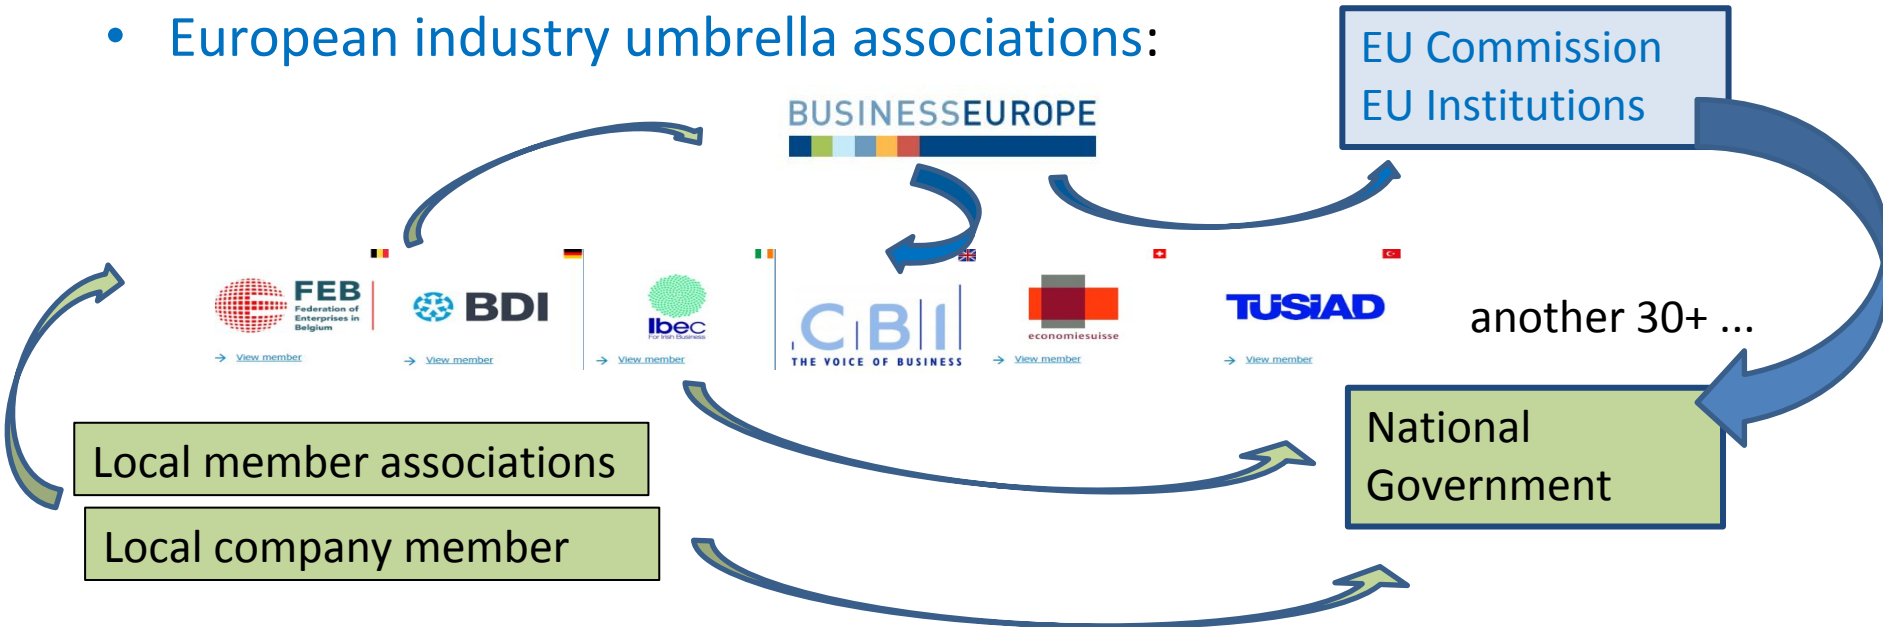 • European industry umbrella associations:
EU Commission
EU Institutions
BUSINESSEUROPE
FEB
Federation of
Enterprises in
Belgium
→ View member
BDI
→ View member
Ibec
For Irish Business
→ View member
CBI
THE VOICE OF BUSINESS
economiesuisse
→ View member
TÜSİAD
→ View member
another 30+ ...
National
Government
Local member associations
Local company member